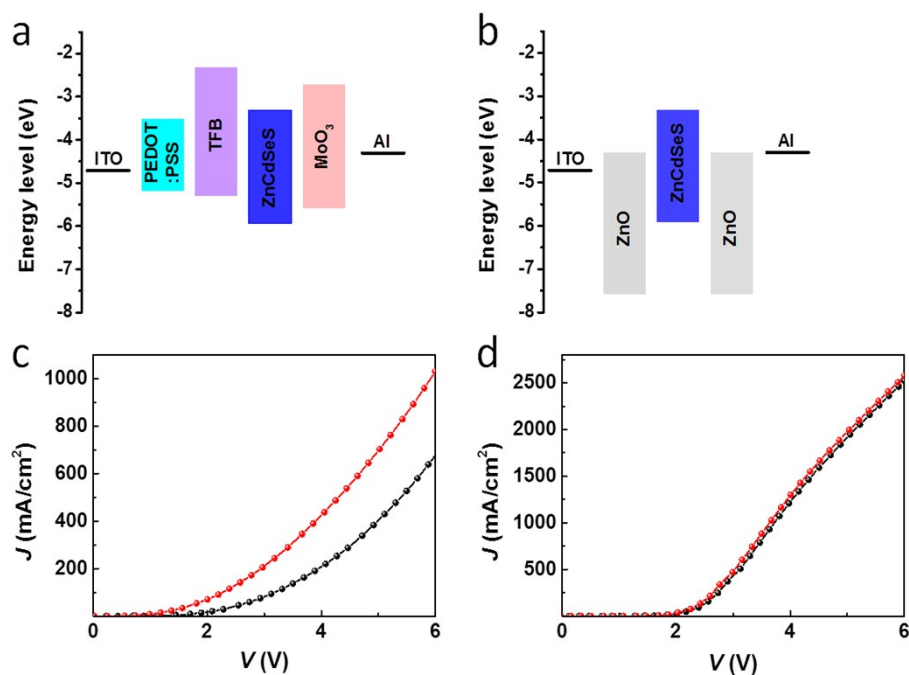 a
Energy level (eV)
-2
-3
-4
-5
-6
-7
-8
ITO
PEDOT
:PSS
TFB
ZnCdSeS
MoO3
Al
b
Energy level (eV)
-2
-3
-4
-5
-6
-7
-8
ITO
ZnO
ZnCdSeS
ZnO
Al
c
J (mA/cm²)
1000
800
600
400
200
0
2
4
6
V (V)
d
J (mA/cm²)
2500
2000
1500
1000
500
0
2
4
6
V (V)